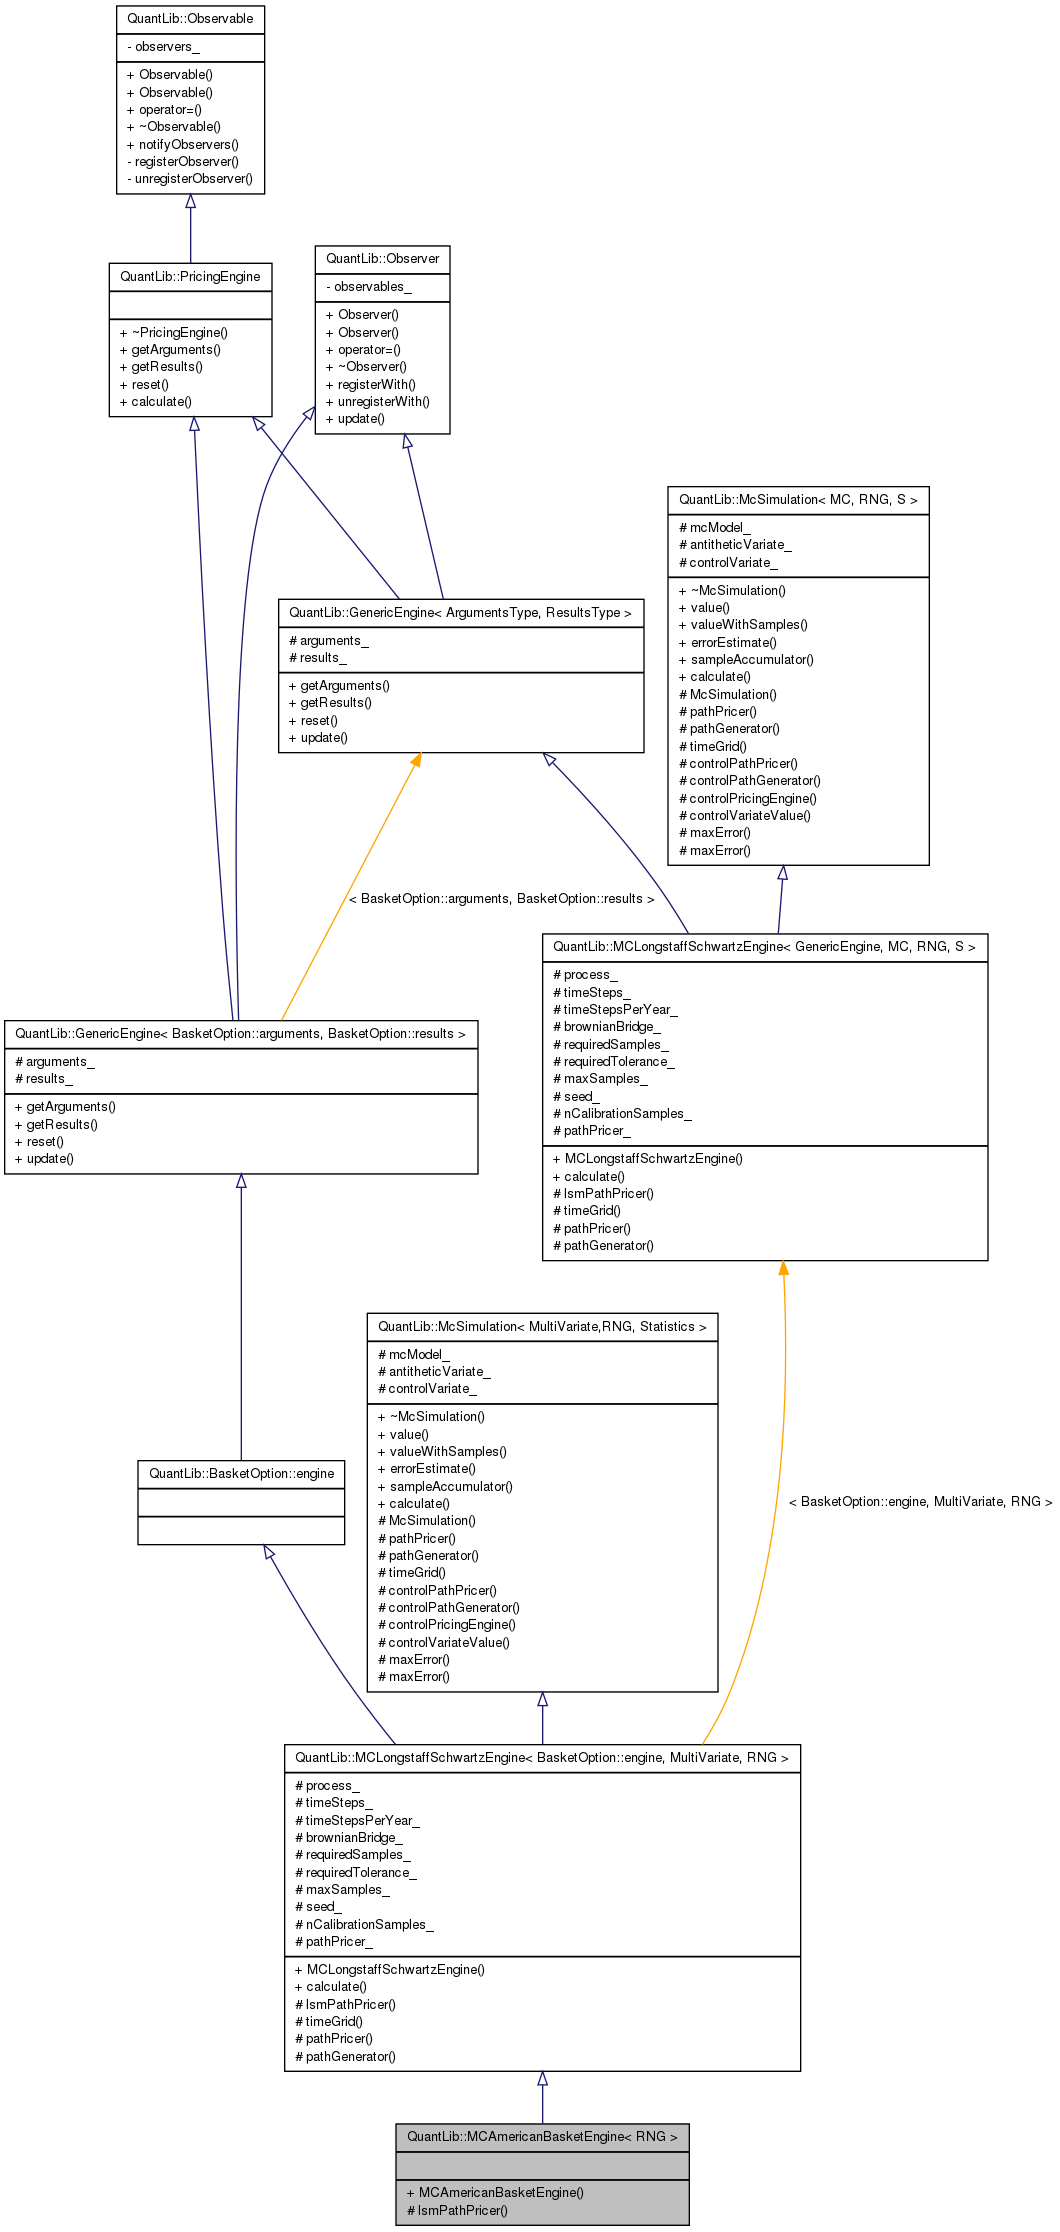 QuantLib::Observable
- observers_
+ Observable()
+ Observable()
+ operator=()
+ ~Observable()
+ notifyObservers()
- registerObserver()
- unregisterObserver()
QuantLib::PricingEngine
+ ~PricingEngine()
+ getArguments()
+ getResults()
+ reset()
+ calculate()
QuantLib::Observer
- observables_
+ Observer()
+ Observer()
+ operator=()
+ ~Observer()
+ registerWith()
+ unregisterWith()
+ update()
QuantLib::McSimulation< MC, RNG, S >
# mcModel_
# antitheticVariate_
# controlVariate_
+ ~McSimulation()
+ value()
+ valueWithSamples()
+ errorEstimate()
+ sampleAccumulator()
+ calculate()
# McSimulation()
# pathPricer()
# pathGenerator()
# timeGrid()
# controlPathPricer()
# controlPathGenerator()
# controlPricingEngine()
# controlVariateValue()
# maxError()
# maxError()
QuantLib::GenericEngine< ArgumentsType, ResultsType >
# arguments_
# results_
+ getArguments()
+ getResults()
+ reset()
+ update()
< BasketOption::arguments, BasketOption::results >
QuantLib::MCLongstaffSchwartzEngine< GenericEngine, MC, RNG, S >
# process_
# timeSteps_
# timeStepsPerYear_
# brownianBridge_
# requiredSamples_
# requiredTolerance_
# maxSamples_
# seed_
# nCalibrationSamples_
# pathPricer_
+ MCLongstaffSchwartzEngine()
+ calculate()
# lsmPathPricer()
# timeGrid()
# pathPricer()
# pathGenerator()
QuantLib::GenericEngine< BasketOption::arguments, BasketOption::results >
# arguments_
# results_
+ getArguments()
+ getResults()
+ reset()
+ update()
QuantLib::McSimulation< MultiVariate,RNG, Statistics >
# mcModel_
# antitheticVariate_
# controlVariate_
+ ~McSimulation()
+ value()
+ valueWithSamples()
+ errorEstimate()
+ sampleAccumulator()
+ calculate()
# McSimulation()
# pathPricer()
# pathGenerator()
# timeGrid()
# controlPathPricer()
# controlPathGenerator()
# controlPricingEngine()
# controlVariateValue()
# maxError()
# maxError()
QuantLib::BasketOption::engine
< BasketOption::engine, MultiVariate, RNG >
QuantLib::MCLongstaffSchwartzEngine< BasketOption::engine, MultiVariate, RNG >
# process_
# timeSteps_
# timeStepsPerYear_
# brownianBridge_
# requiredSamples_
# requiredTolerance_
# maxSamples_
# seed_
# nCalibrationSamples_
# pathPricer_
+ MCLongstaffSchwartzEngine()
+ calculate()
# lsmPathPricer()
# timeGrid()
# pathPricer()
# pathGenerator()
QuantLib::MCAmericanBasketEngine< RNG >
+ MCAmericanBasketEngine()
# lsmPathPricer()